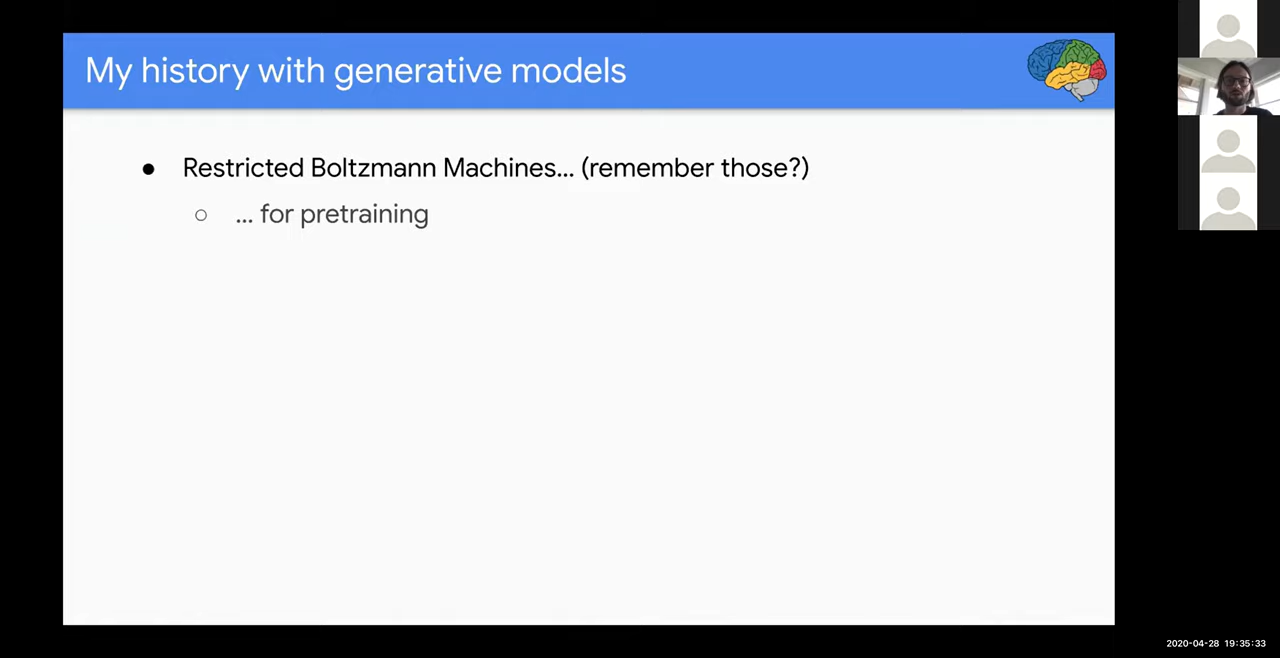 My history with generative models
● Restricted Boltzmann Machines... (remember those?)
○ ... for pretraining
2020-04-28 19:35:33